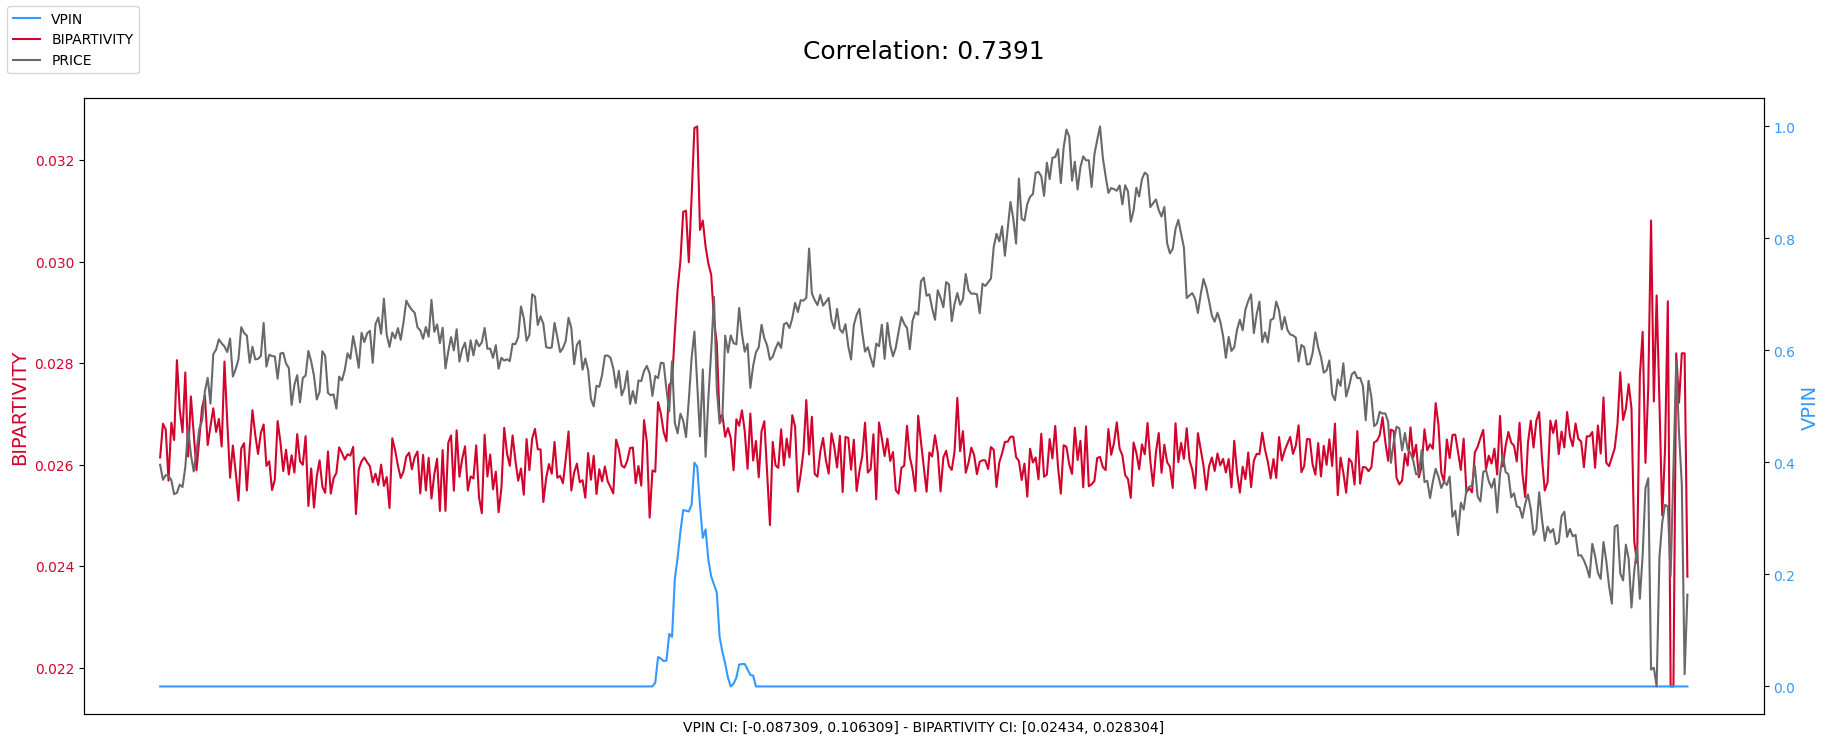 VPIN
BIPARTIVITY
PRICE
Correlation: 0.7391
BIPARTIVITY
0.032
0.030
0.028
0.026
0.024
0.022
1.0
0.8
0.6
0.4
0.2
0.0
VPIN
VPIN CI: [-0.087309, 0.106309] - BIPARTIVITY CI: [0.02434, 0.028304]